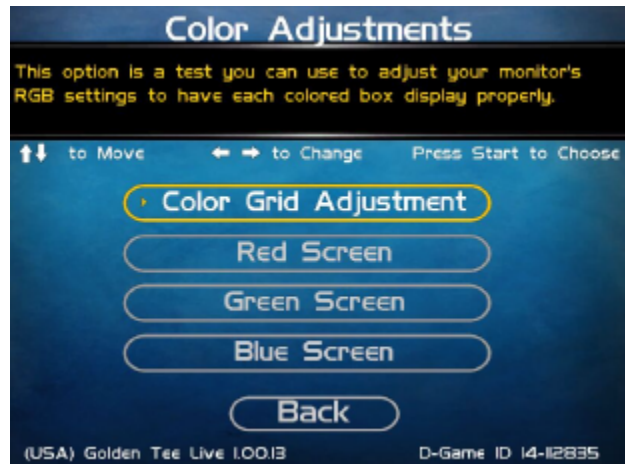 Color Adjustments
This option is a test you can use to adjust your monitor's
RGB settings to have each colored box display properly.
↑↓ to Move ← → to Change Press Start to Choose
Color Grid Adjustment
Red Screen
Green Screen
Blue Screen
Back
(USA) Golden Tee Live 1.00.13 D-Game ID 14-112835